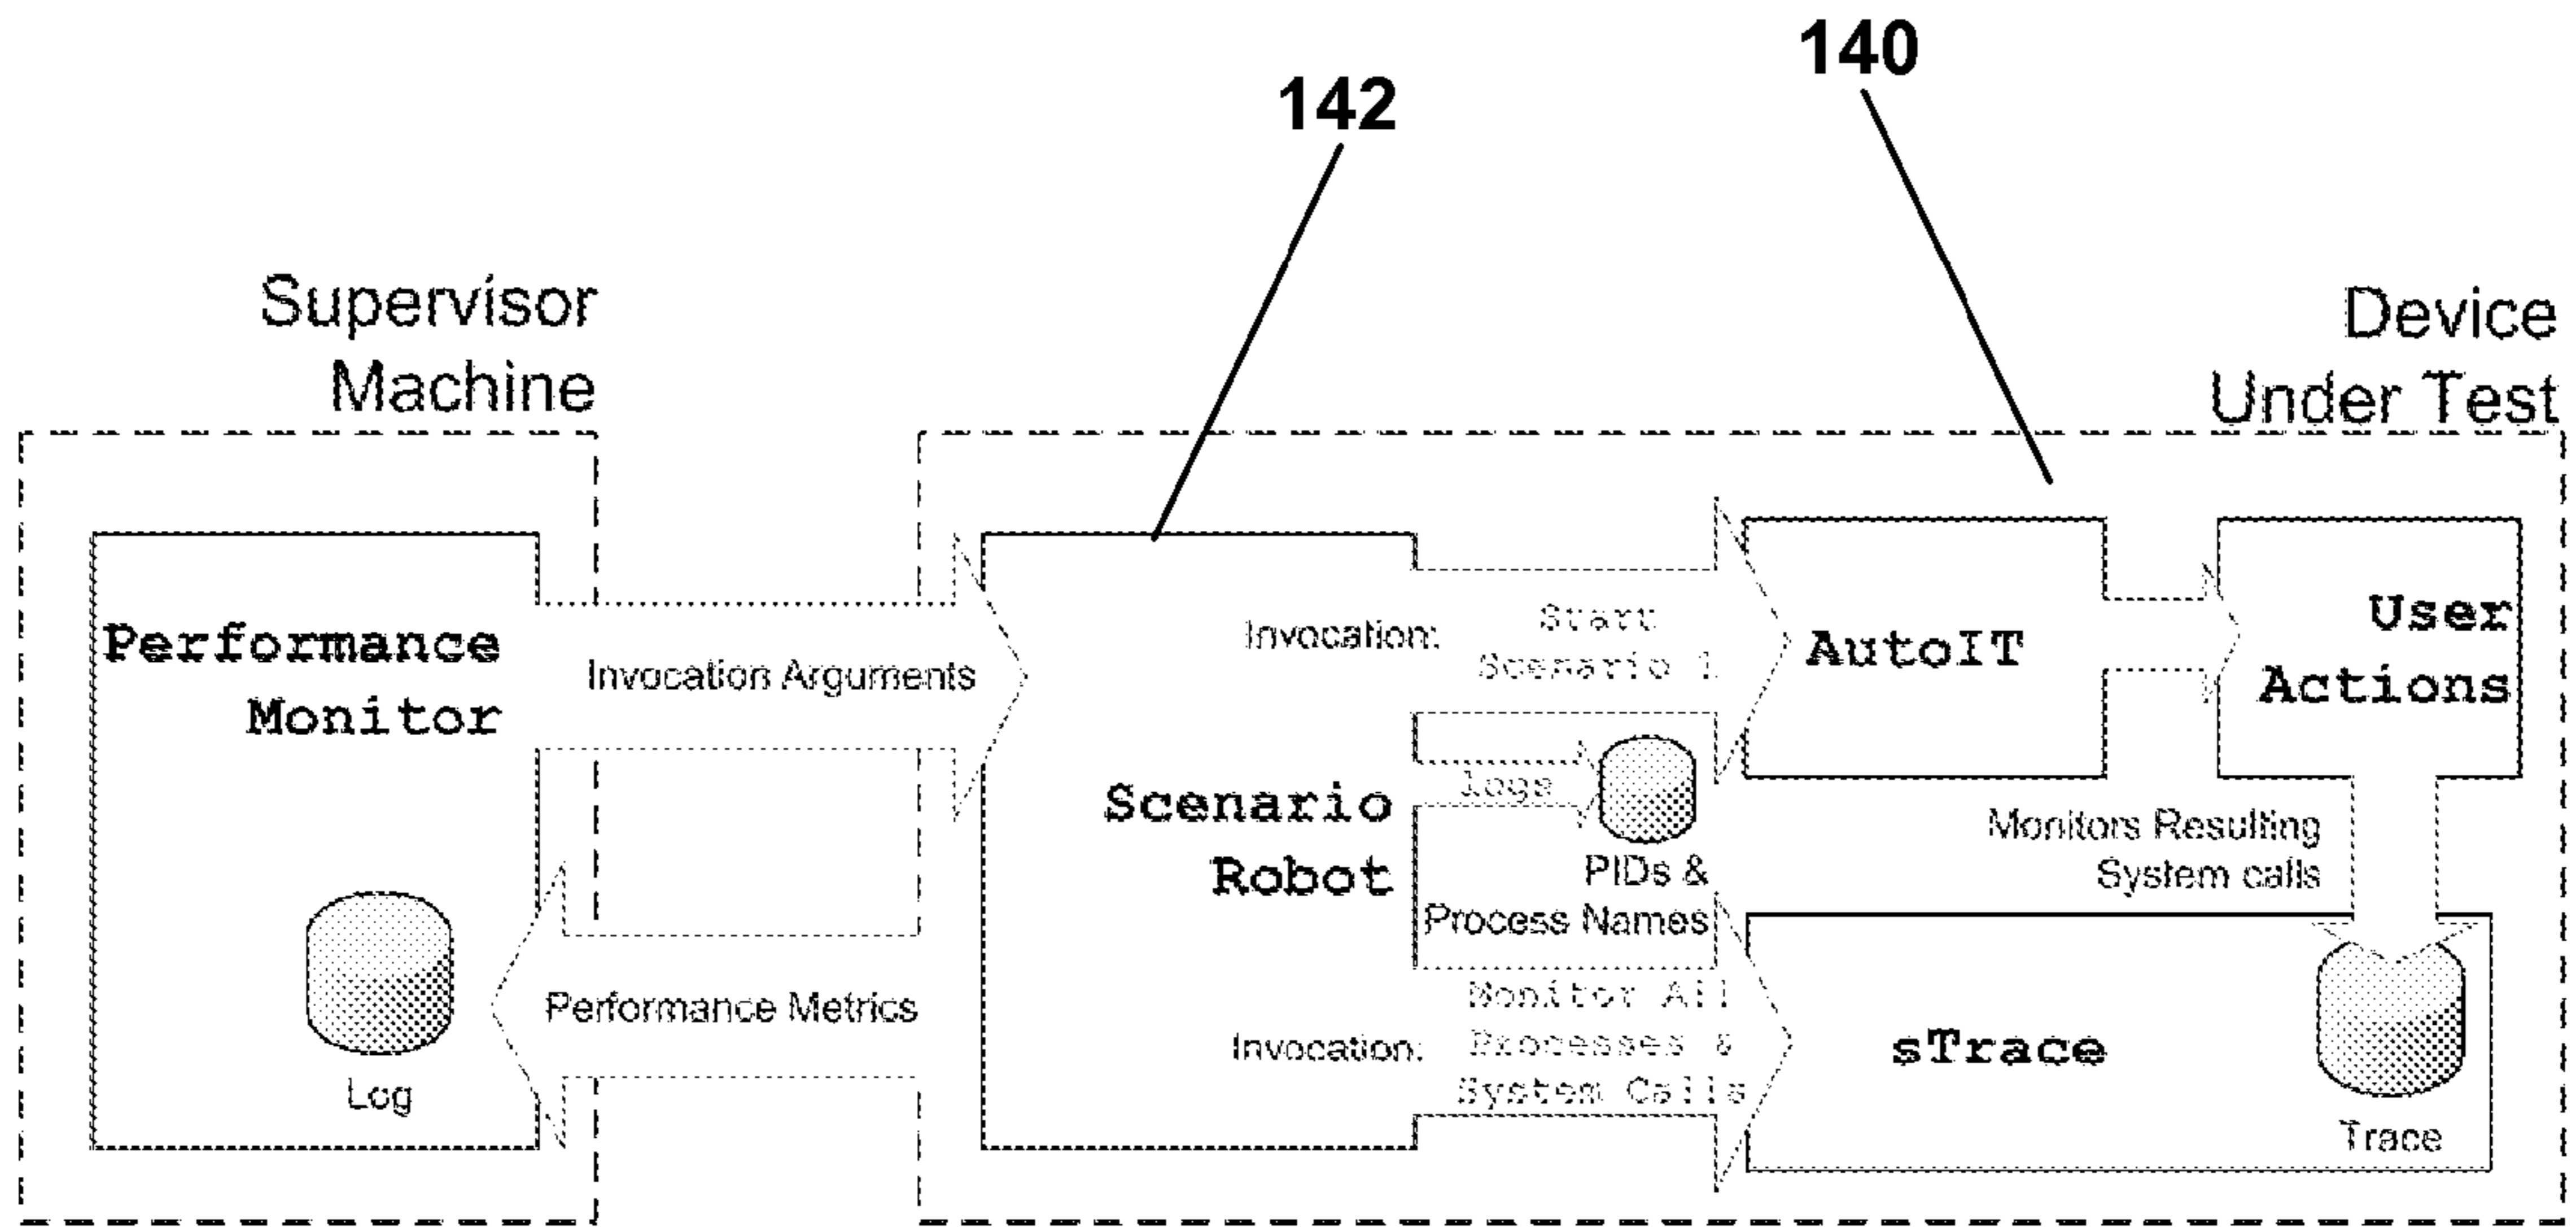 140
142
Supervisor
Machine
Device
Under Test
Performance
Monitor
Invocation Arguments
Invocation:
Start
Scenario 1
AutoIT
User
Actions
logs
Scenario
Robot
PIDs &
Process Names
Monitors Resulting
System calls
Log
Performance Metrics
Invocation:
Monitor All
Processes &
System Calls
sTrace
Trace